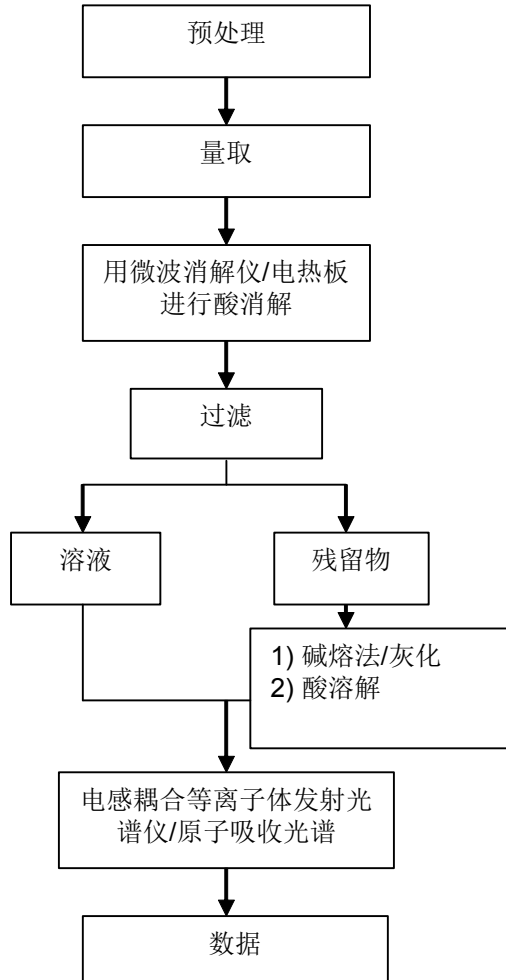 预处理
量取
用微波消解仪/电热板
进行酸消解
过滤
溶液
残留物
1) 碱熔法/灰化
2) 酸溶解
电感耦合等离子体发射光
谱仪/原子吸收光谱
数据